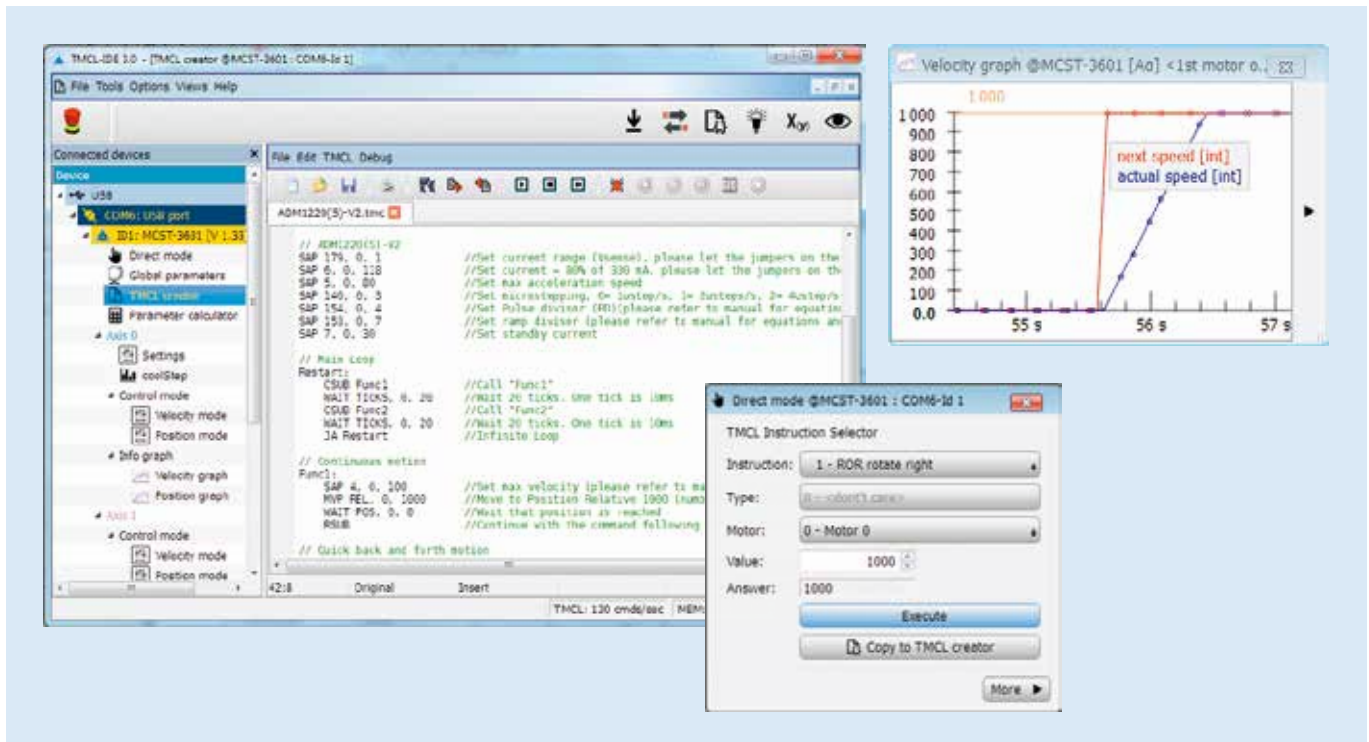 TMCL-IDE 3.0 - [TMCL creator @MCST-3601 : COM6-Id 1]
File Tools Options Views Help
Connected devices
Device
USB
COM6: USB port
ID1: MCST-3601 [V 1.33
Direct mode
Global parameters
TMCL creator
Parameter calculator
Axis 0
Settings
coolStep
Control mode
Velocity mode
Position mode
Info graph
Velocity graph
Position graph
Axis 1
Control mode
Velocity mode
Position mode
File Edit TMCL Debug
ADM1220(S)-V2.tmc
// ADM1220(S)-V2
SAP 179, 0, 1 //Set current range (Vsense), please let the jumpers on the
SAP 6, 0, 118 //Set current = 80% of 330 mA, please let the jumpers on the
SAP 5, 0, 80 //Set max acceleration speed
SAP 140, 0, 3 //Set microstepping, 0= 1ustep/s, 1= 2usteps/s, 2= 4ustep/s
SAP 154, 0, 4 //Set Pulse divisor (PD)(please refer to manual for equation
SAP 153, 0, 7 //Set ramp divisor (please refer to manual for equations and
SAP 7, 0, 30 //Set standby current
// Main Loop
Restart:
CSUB Func1 //Call "Func1"
WAIT TICKS, 0, 20 //Wait 20 ticks. One tick is 10ms
CSUB Func2 //Call "Func2"
WAIT TICKS, 0, 20 //Wait 20 ticks. One tick is 10ms
JA Restart //Infinite Loop
// Continuous motion
Func1:
SAP 4, 0, 100 //Set max velocity (please refer to ma
MVP REL, 0, 1000 //Move to Position Relative 1000 (numb
WAIT POS, 0, 0 //Wait that position is reached
RSUB //Continue with the command following
// Quick back and forth motion
42:8 Original Insert
TMCL: 130 cmds/sec MEM:
Velocity graph @MCST-3601 [Ao] <1st motor o..
1000
1000
900
800
700
600
500
400
300
200
100
0.0
next speed [int]
actual speed [int]
55 s 56 s 57 s
Direct mode @MCST-3601 : COM6-Id 1
TMCL Instruction Selector
Instruction: 1 - ROR rotate right
Type: 0 - <don't care>
Motor: 0 - Motor 0
Value: 1000
Answer: 1000
Execute
Copy to TMCL creator
More